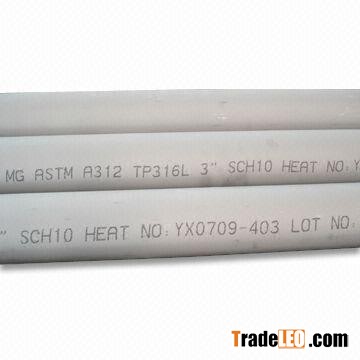 MG ASTM A312 TP316L 3" SCH10 HEAT NO:Y
" SCH10 HEAT NO:YX0709-403 LOT NO:
TradeLEO.com